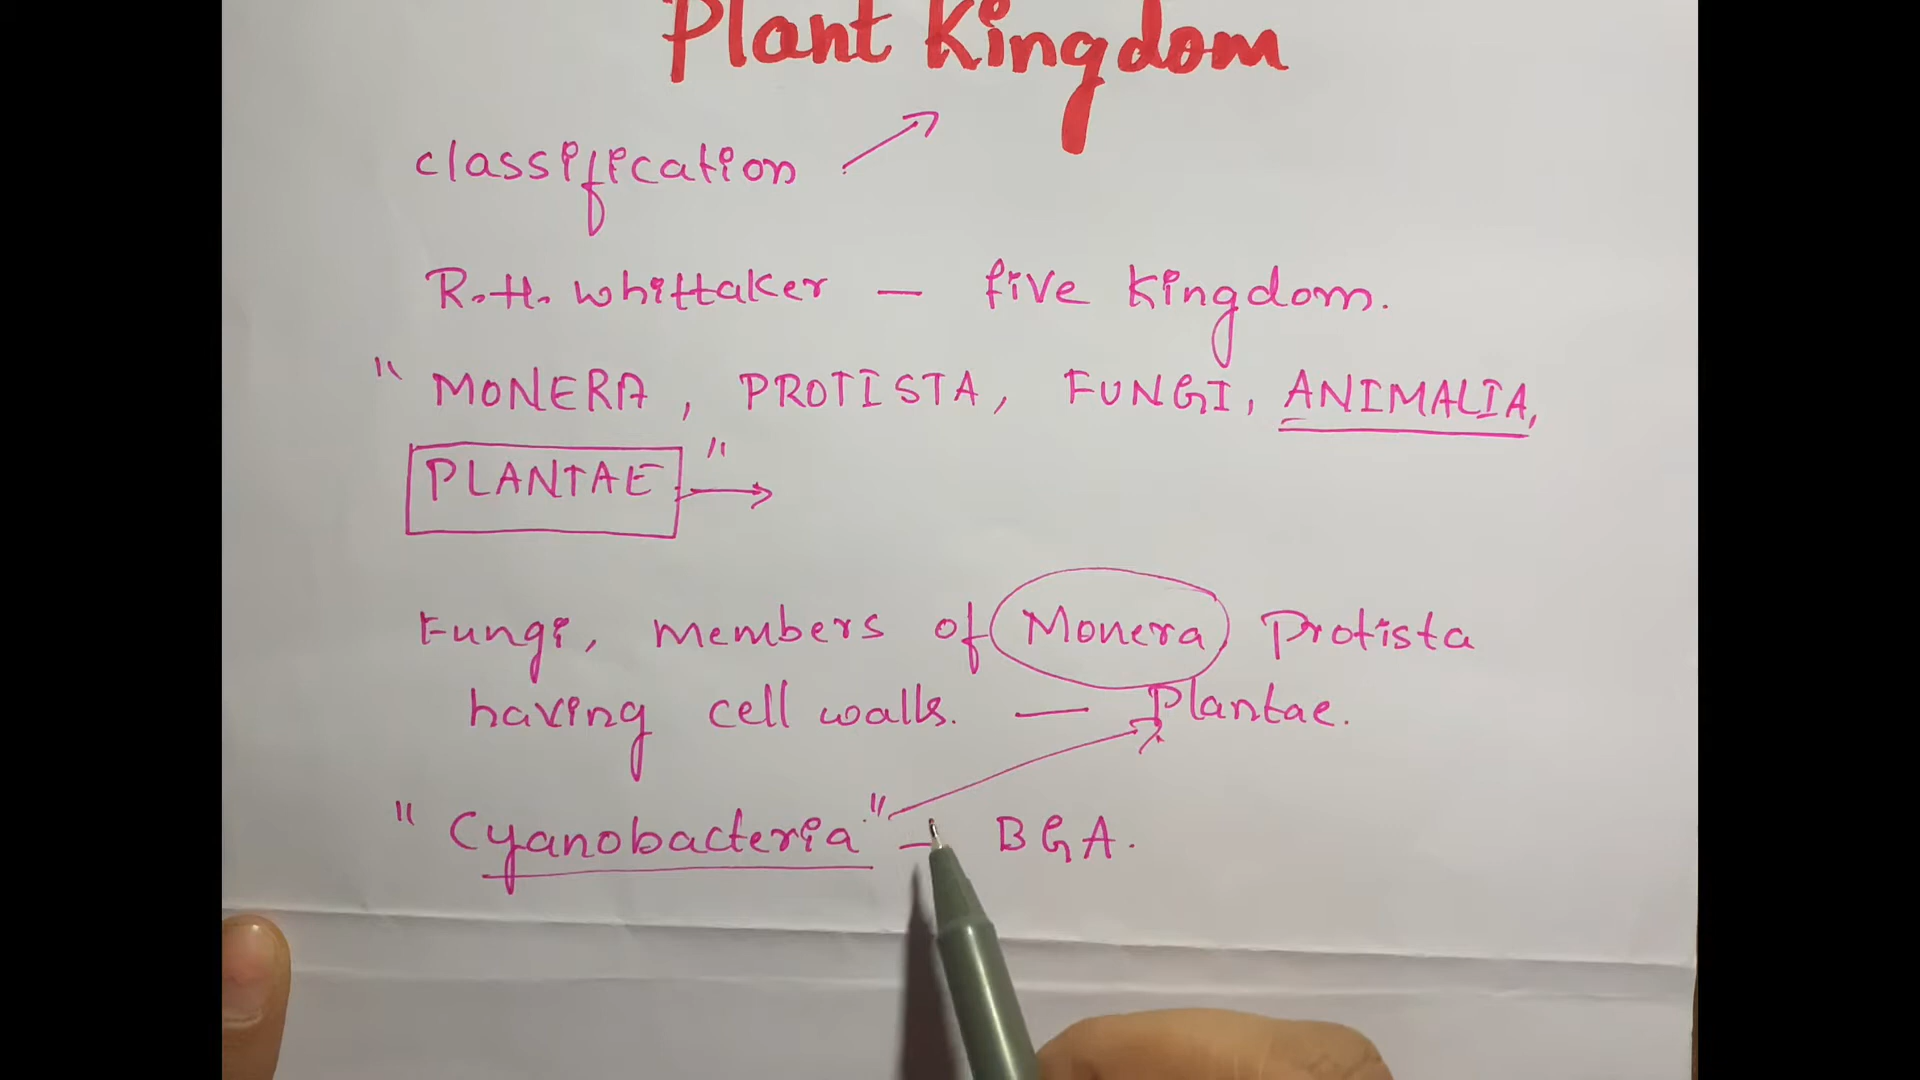 Plant Kingdom
classification
R.H. Whittaker — five kingdom.
" MONERA, PROTISTA, FUNGI, ANIMALIA,
PLANTAE "
Fungi, members of Monera Protista
having cell walls. — Plantae.
" Cyanobacteria " — BGA.